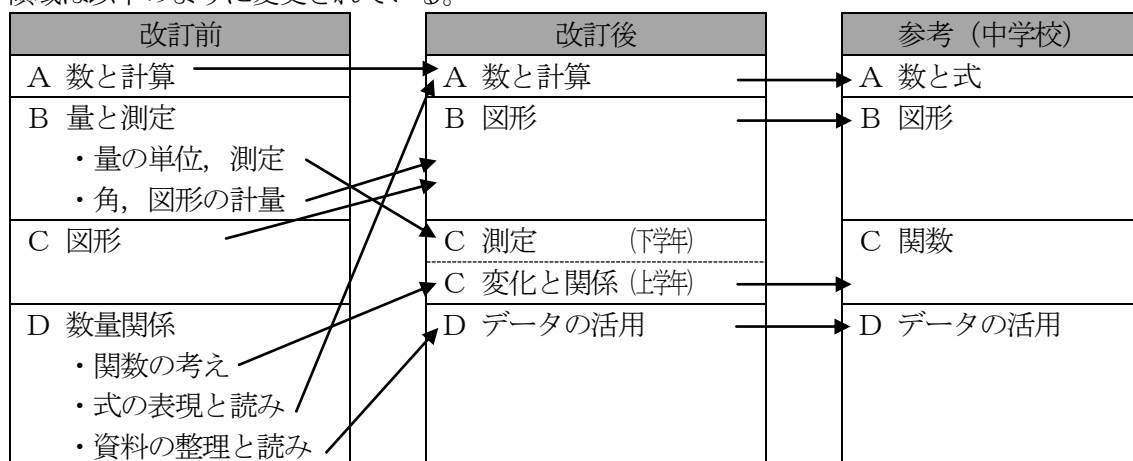 領域は以下のように変更されている。
改訂前
A 数と計算
B 量と測定
・量の単位，測定
・角，図形の計量
C 図形
D 数量関係
・関数の考え
・式の表現と読み
・資料の整理と読み
改訂後
A 数と計算
B 図形
C 測定 (下学年)
C 変化と関係 (上学年)
D データの活用
参考（中学校）
A 数と式
B 図形
C 関数
D データの活用